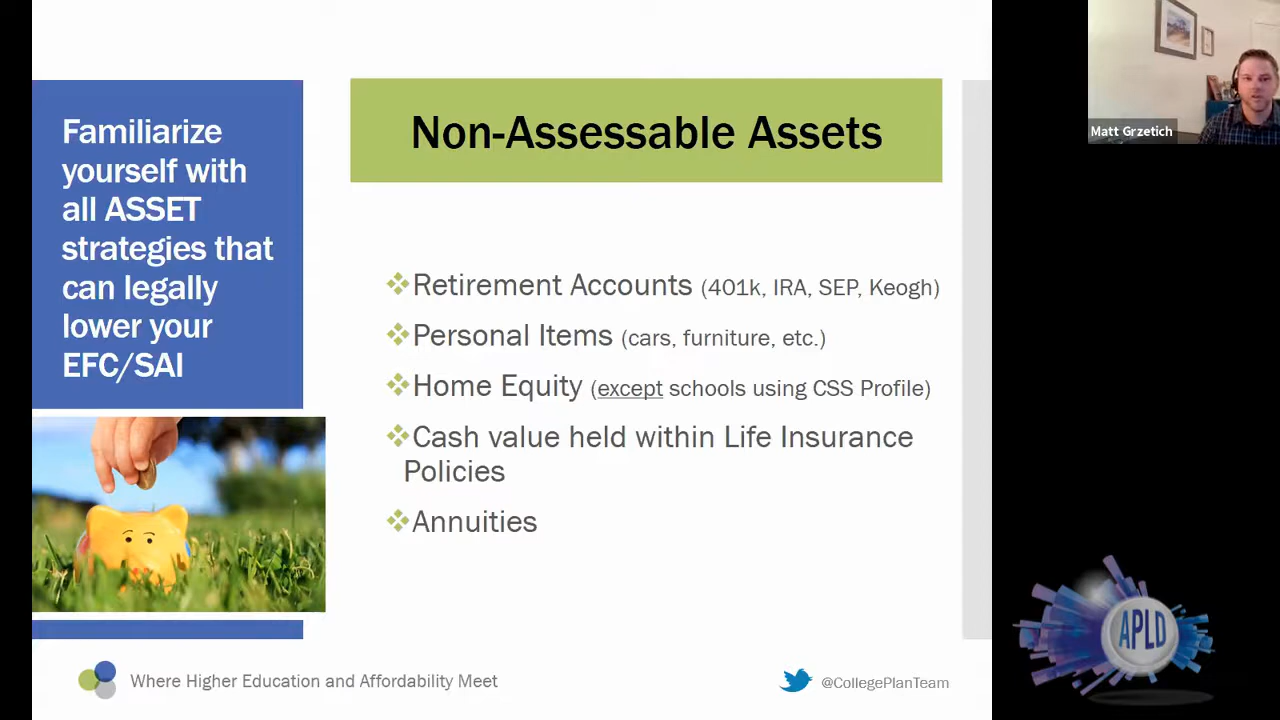 Familiarize
yourself with
all ASSET
strategies that
can legally
lower your
EFC/SAI
Non-Assessable Assets
Retirement Accounts (401k, IRA, SEP, Keogh)
Personal Items (cars, furniture, etc.)
Home Equity (except schools using CSS Profile)
Cash value held within Life Insurance
Policies
Annuities
Where Higher Education and Affordability Meet
@CollegePlanTeam
Matt Grzetich
APLD